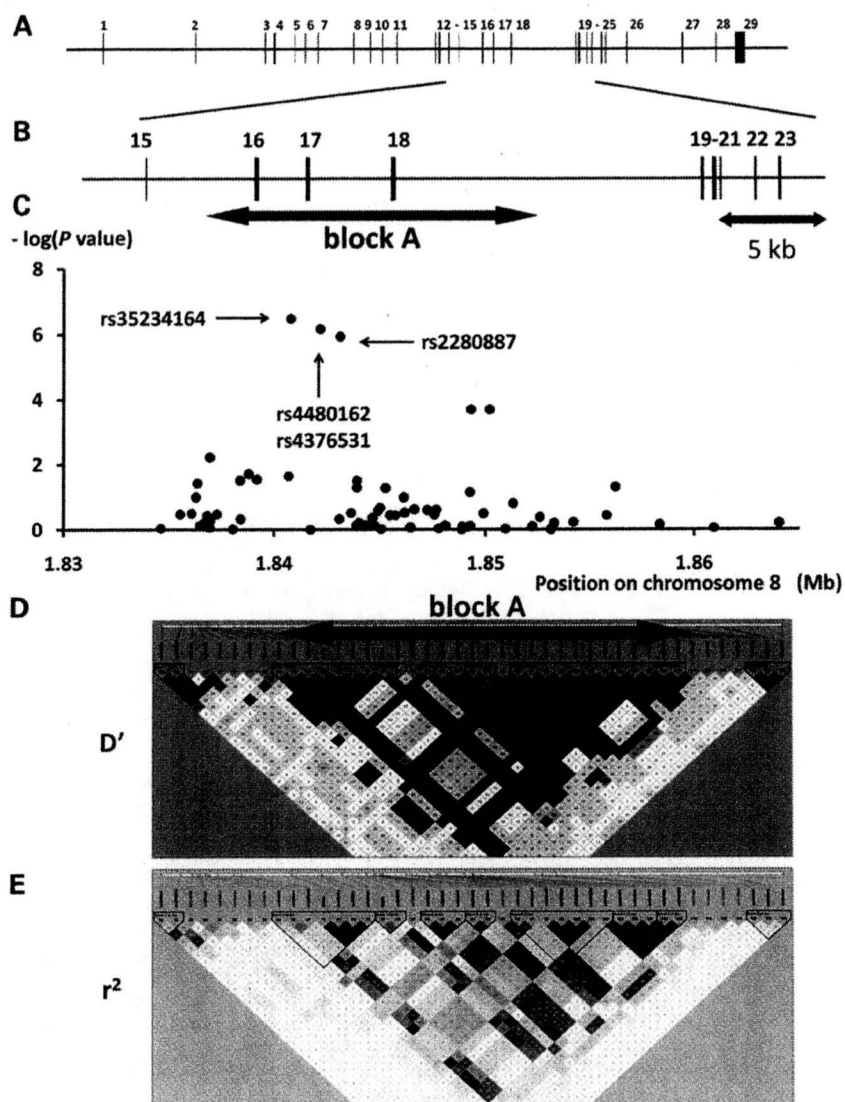 A
1 2 3 4 5 6 7 8 9 10 11 12 - 15 16 17 18 19 - 25 26 27 28 29
B
15 16 17 18 19-21 22 23
C
block A
5 kb
- log(P value)
8
6
4
2
0
rs35234164
rs2280887
rs4480162
rs4376531
1.83 1.84 1.85 1.86
Position on chromosome 8 (Mb)
block A
D
D'
E
r²